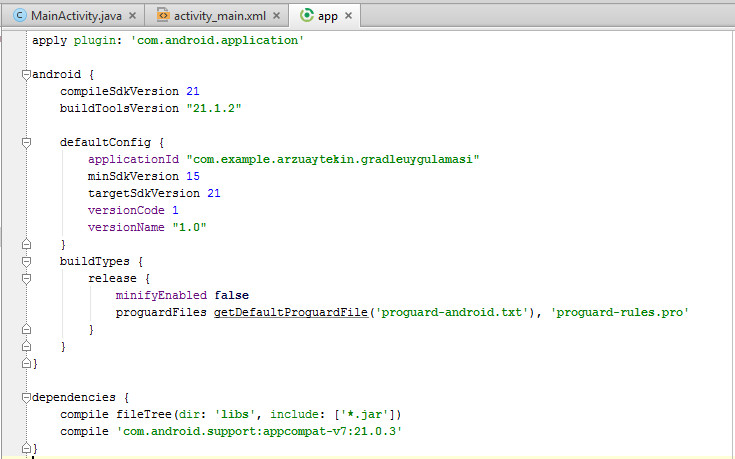 MainActivity.java × activity_main.xml × app ×
apply plugin: 'com.android.application'
android {
compileSdkVersion 21
buildToolsVersion "21.1.2"
defaultConfig {
applicationId "com.example.arzuaytekin.gradleuygulamasi"
minSdkVersion 15
targetSdkVersion 21
versionCode 1
versionName "1.0"
}
buildTypes {
release {
minifyEnabled false
proguardFiles getDefaultProguardFile('proguard-android.txt'), 'proguard-rules.pro'
}
}
}
dependencies {
compile fileTree(dir: 'libs', include: ['*.jar'])
compile 'com.android.support:appcompat-v7:21.0.3'
}